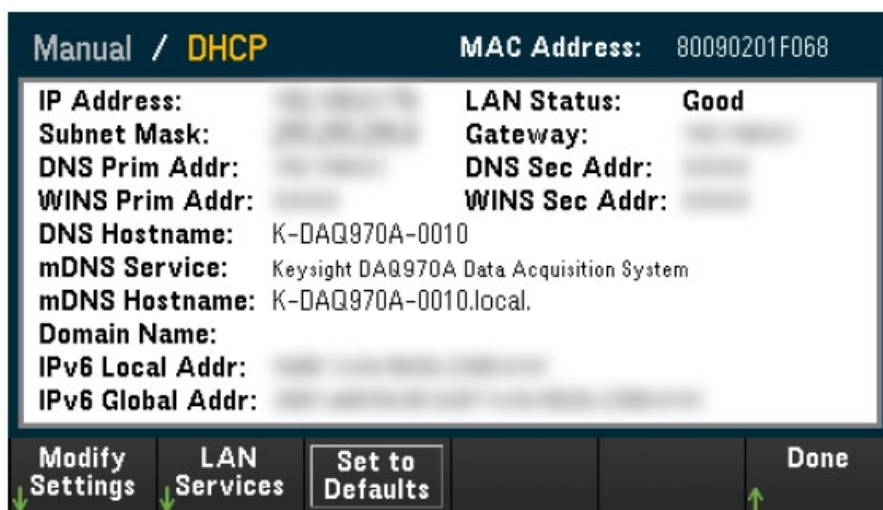 Manual / DHCP MAC Address: 80090201F068
IP Address: LAN Status: Good
Subnet Mask: Gateway:
DNS Prim Addr: DNS Sec Addr:
WINS Prim Addr: WINS Sec Addr:
DNS Hostname: K-DAQ970A-0010
mDNS Service: Keysight DAQ970A Data Acquisition System
mDNS Hostname: K-DAQ970A-0010.local.
Domain Name:
IPv6 Local Addr:
IPv6 Global Addr:
Modify Settings
LAN Services
Set to Defaults
Done